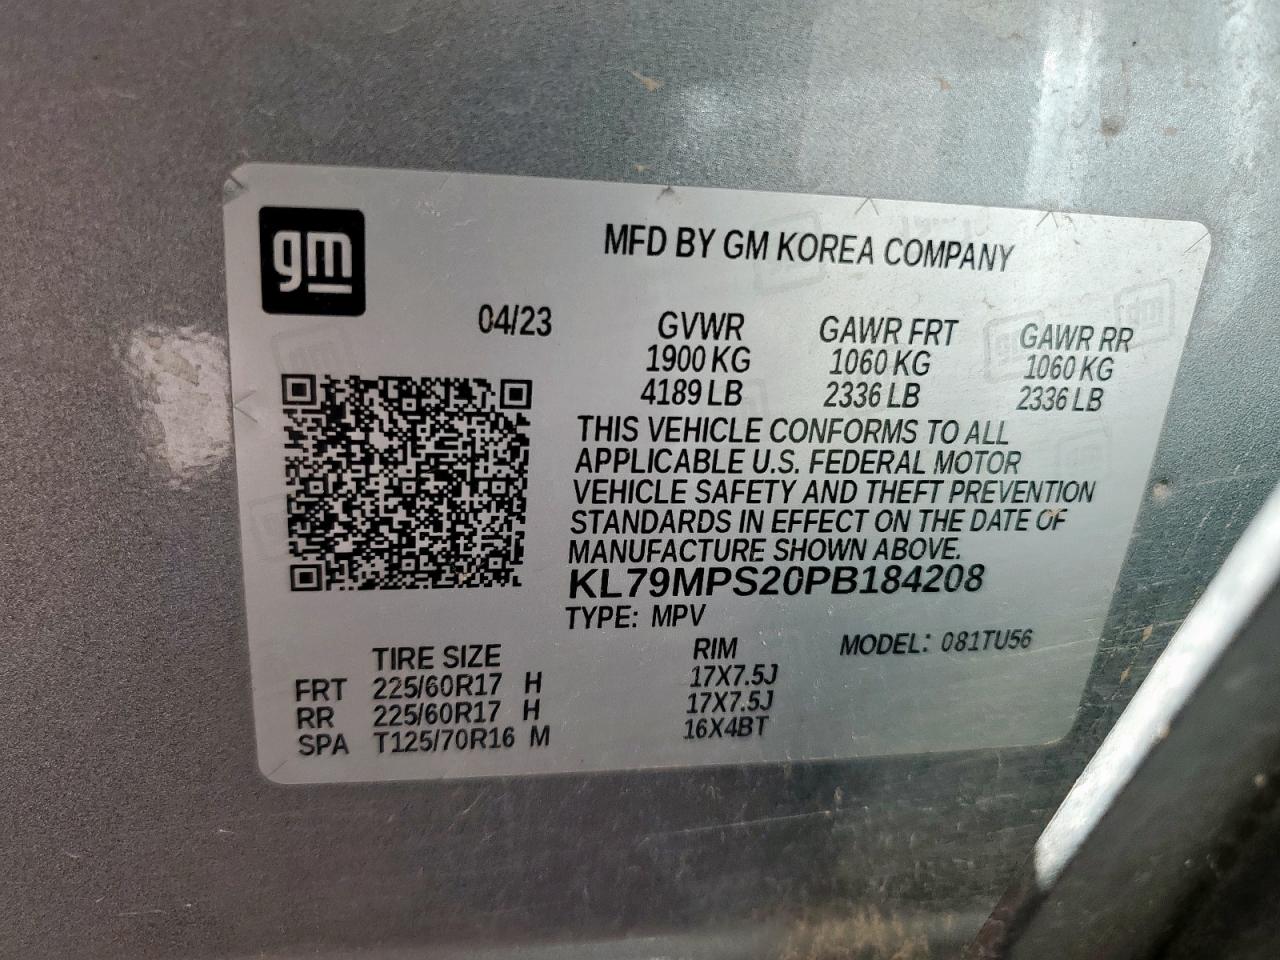 gm
MFD BY GM KOREA COMPANY
04/23 GVWR GAWR FRT GAWR RR
1900 KG 1060 KG 1060 KG
4189 LB 2336 LB 2336 LB
THIS VEHICLE CONFORMS TO ALL
APPLICABLE U.S. FEDERAL MOTOR
VEHICLE SAFETY AND THEFT PREVENTION
STANDARDS IN EFFECT ON THE DATE OF
MANUFACTURE SHOWN ABOVE.
KL79MPS20PB184208
TYPE: MPV
TIRE SIZE RIM MODEL: 081TU56
FRT 225/60R17 H 17X7.5J
RR 225/60R17 H 17X7.5J
SPA T125/70R16 M 16X4BT